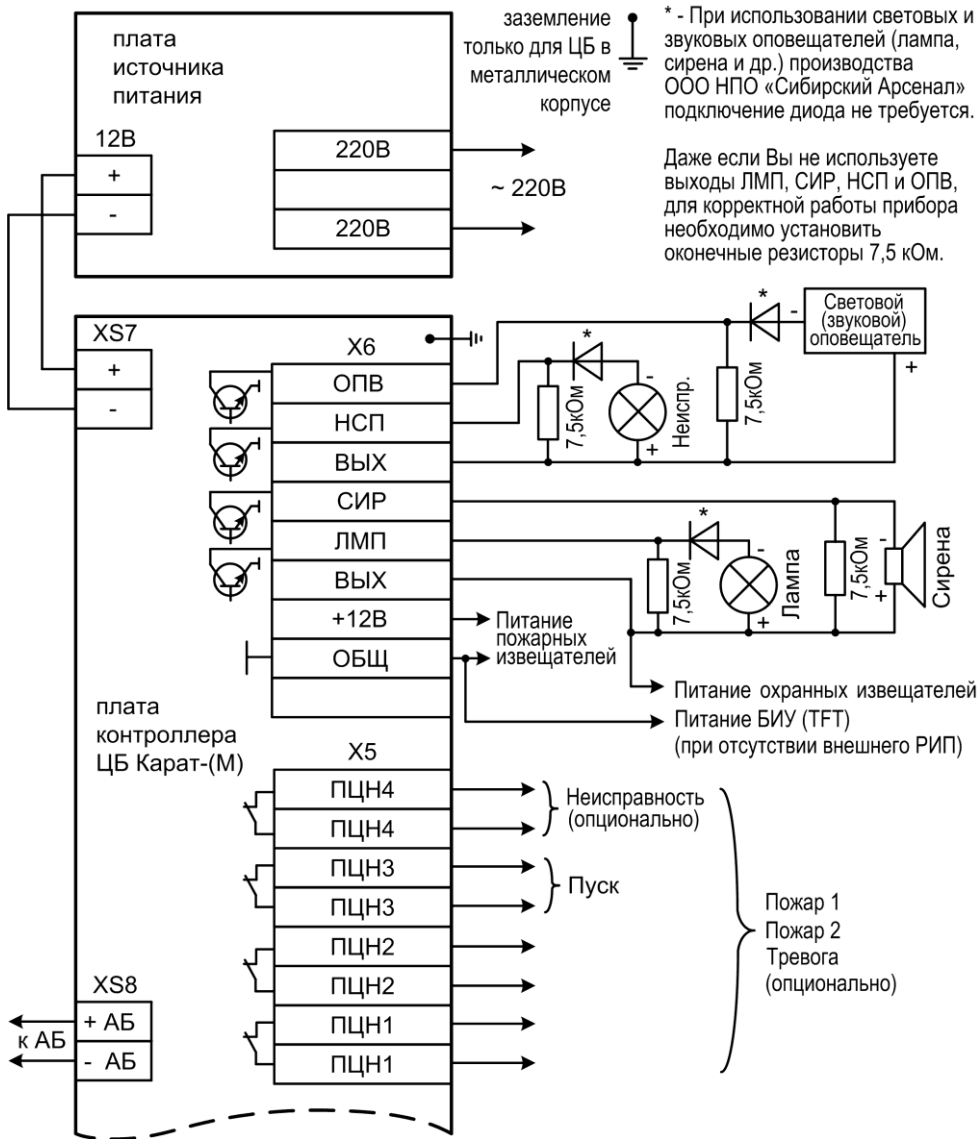 плата
источника
питания
12В
+
-
220В
220В
~ 220В
заземление
только для ЦБ в
металлическом
корпусе
* - При использовании световых и
звуковых оповещателей (лампа,
сирена и др.) производства
ООО НПО «Сибирский Арсенал»
подключение диода не требуется.
Даже если Вы не используете
выходы ЛМП, СИР, НСП и ОПВ,
для корректной работы прибора
необходимо установить
оконечные резисторы 7,5 кОм.
XS7
+
-
X6
ОПВ
НСП
ВЫХ
СИР
ЛМП
ВЫХ
+12В
ОБЩ
*
7,5кОм
-
+
Неиспр.
*
7,5кОм
-
Световой
(звуковой)
оповещатель
+
*
7,5кОм
-
+
Лампа
7,5кОм
-
+
Сирена
Питание
пожарных
извещателей
Питание охранных извещателей
Питание БИУ (TFT)
(при отсутствии внешнего РИП)
плата
контроллера
ЦБ Карат-(М)
X5
ПЦН4
ПЦН4
ПЦН3
ПЦН3
ПЦН2
ПЦН2
ПЦН1
ПЦН1
Неисправность
(опционально)
Пуск
Пожар 1
Пожар 2
Тревога
(опционально)
XS8
+ АБ
- АБ
к АБ